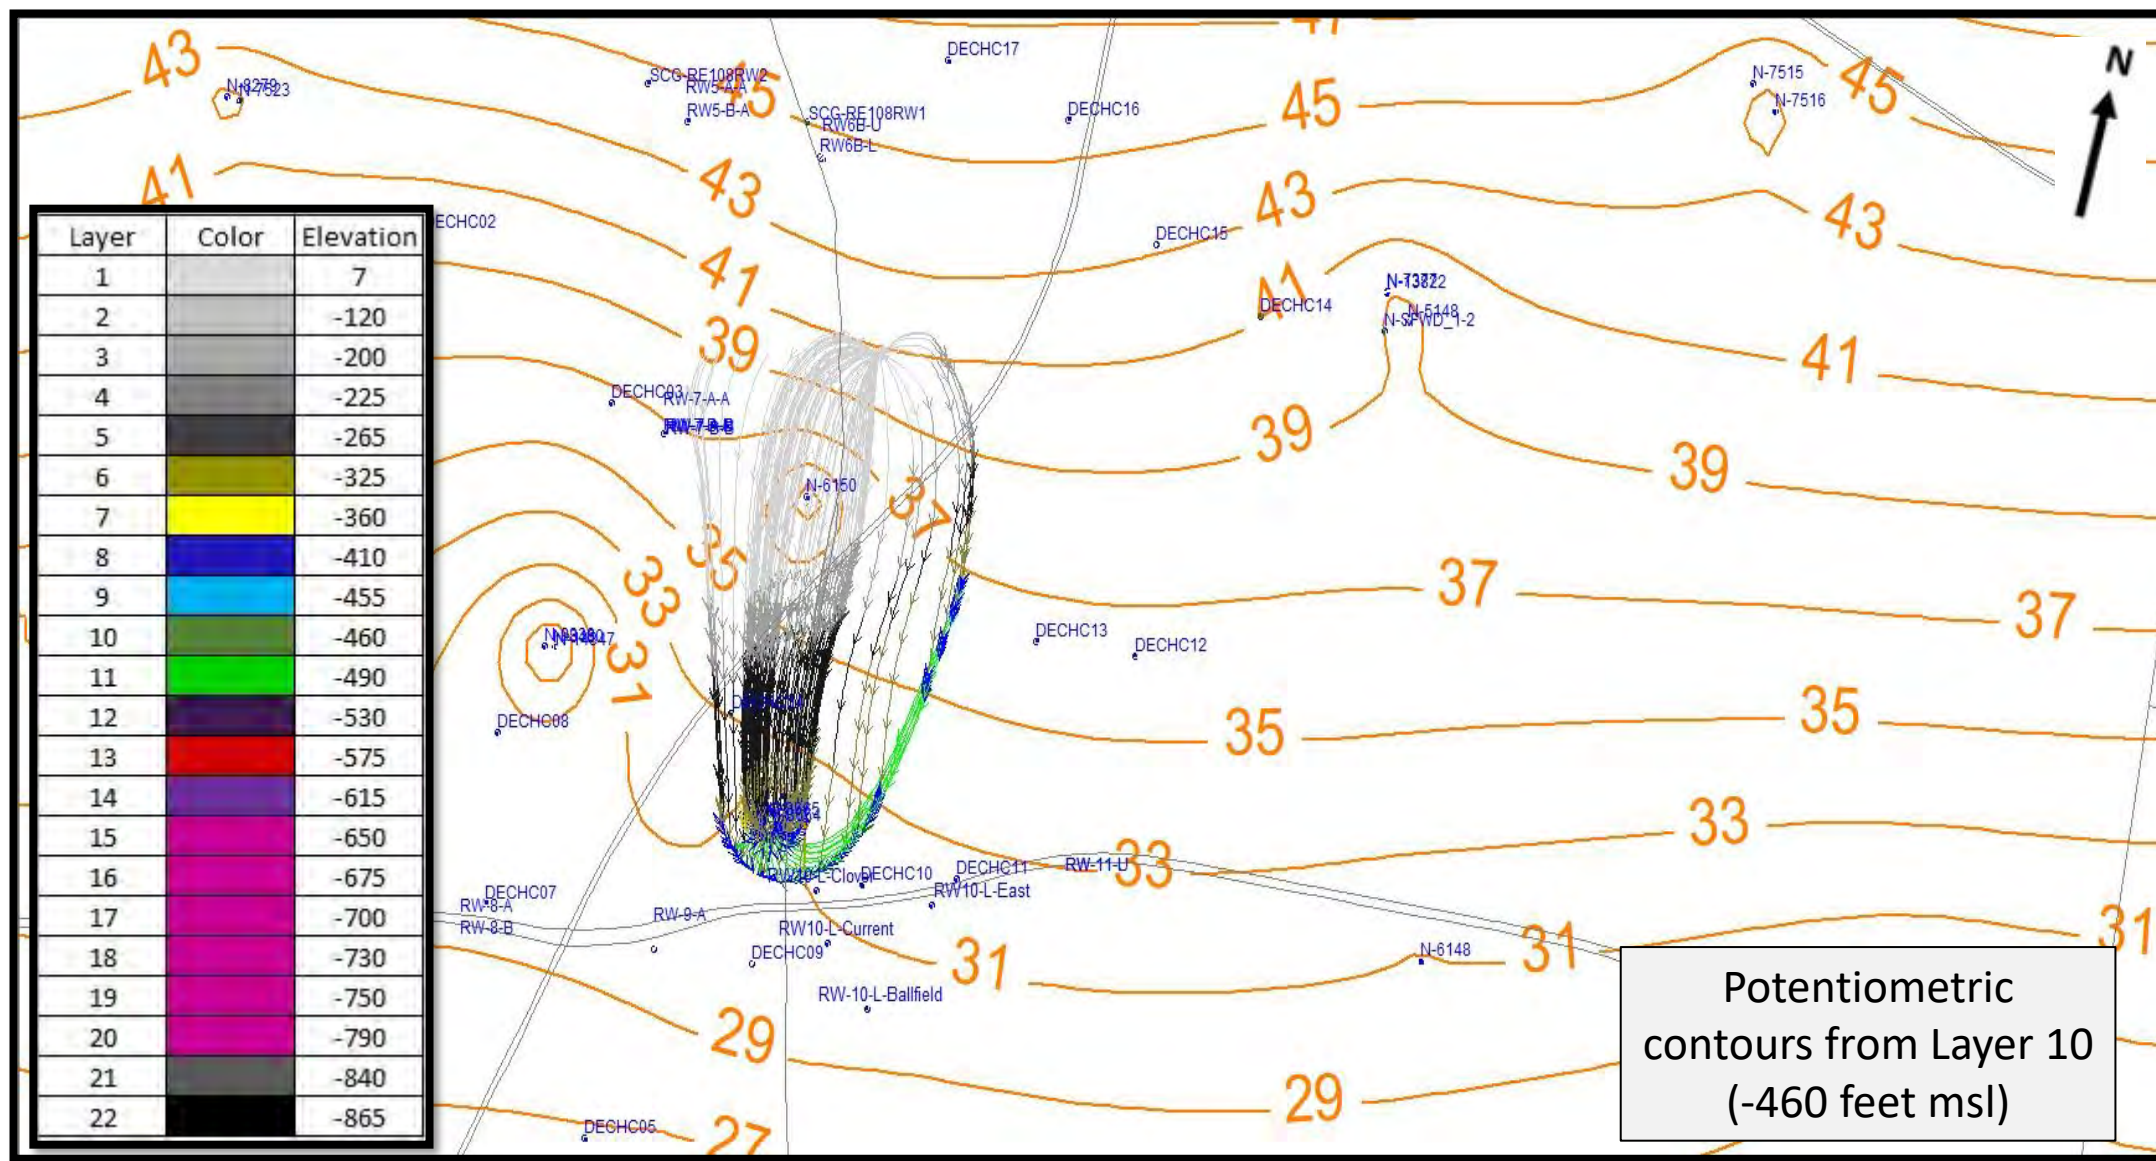 47
43
N-7523
SCG-RE108RW2
RW5-A-A
45
RW5-B-A
SCG-RE108RW1
RW6B-U
RW6B-L
DECHC17
DECHC16
45
N-7515
N-7516
45
N
41
43
43
43
DECHC15
41
41
DECHC14
N-5148
41
39
39
39
DECHC03
RW-7-A-A
N-6150
37
35
33
31
37
37
DECHC13
DECHC12
DECHC08
35
35
33
33
DECHC10
DECHC11
RW10-L-East
RW-11-U
DECHC07
RW-8-A
RW-8-B
RW-9-A
RW10-L-Current
DECHC09
RW-10-L-Ballfield
31
31
31
N-6148
29
29
27
DECHC05
Layer Color Elevation
1 7
2 -120
3 -200
4 -225
5 -265
6 -325
7 -360
8 -410
9 -455
10 -460
11 -490
12 -530
13 -575
14 -615
15 -650
16 -675
17 -700
18 -730
19 -750
20 -790
21 -840
22 -865
Potentiometric
contours from Layer 10
(-460 feet msl)